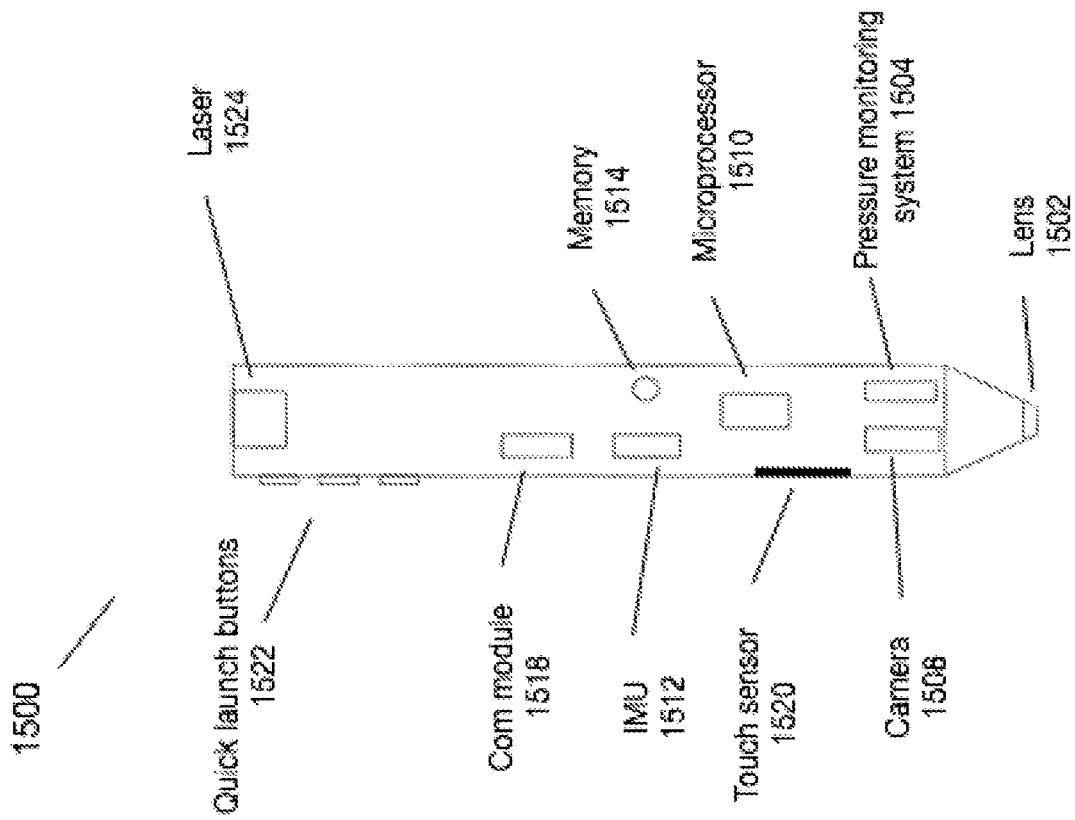 1500
Quick launch buttons
1522
Laser
1524
Com module
1518
IMU
1512
Memory
1514
Touch sensor
1520
Microprocessor
1510
Camera
1508
Pressure monitoring
system 1504
Lens
1502